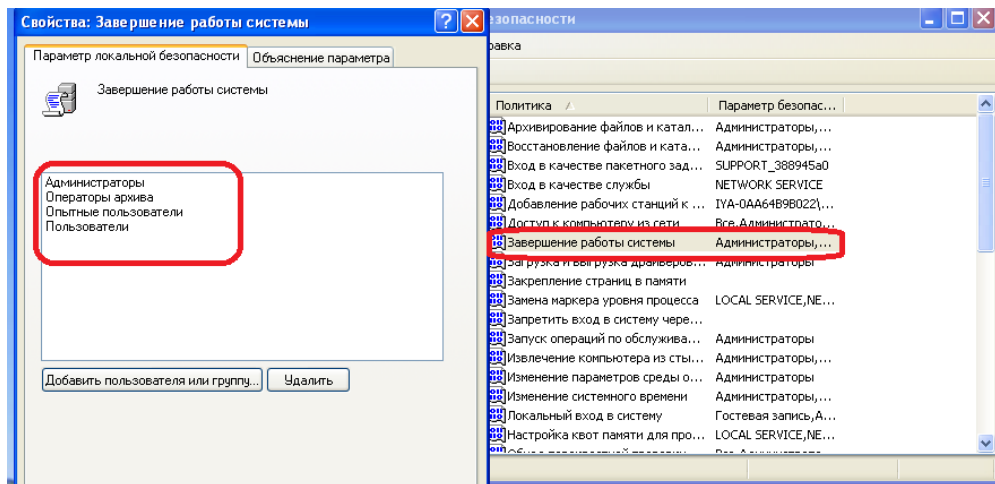 Свойства: Завершение работы системы
Параметр локальной безопасности
Объяснение параметра
Завершение работы системы
Администраторы
Операторы архива
Опытные пользователи
Пользователи
Добавить пользователя или группу...
Удалить
езопасности
равка
Политика
Параметр безопас...
Архивирование файлов и катал... Администраторы,...
Восстановление файлов и ката... Администраторы,...
Вход в качестве пакетного зад... SUPPORT_388945a0
Вход в качестве службы NETWORK SERVICE
Добавление рабочих станций к ... IYA-0AA64B9B022\...
Доступ к компьютеру из сети Все,Администрато...
Завершение работы системы Администраторы,...
Загрузка и выгрузка драйверов... Администраторы
Закрепление страниц в памяти
Замена маркера уровня процесса LOCAL SERVICE,NE...
Запретить вход в систему чере...
Запуск операций по обслужива... Администраторы
Извлечение компьютера из сты... Администраторы,...
Изменение параметров среды о... Администраторы
Изменение системного времени Администраторы,...
Локальный вход в систему Гостевая запись,А...
Настройка квот памяти для про... LOCAL SERVICE,NE...